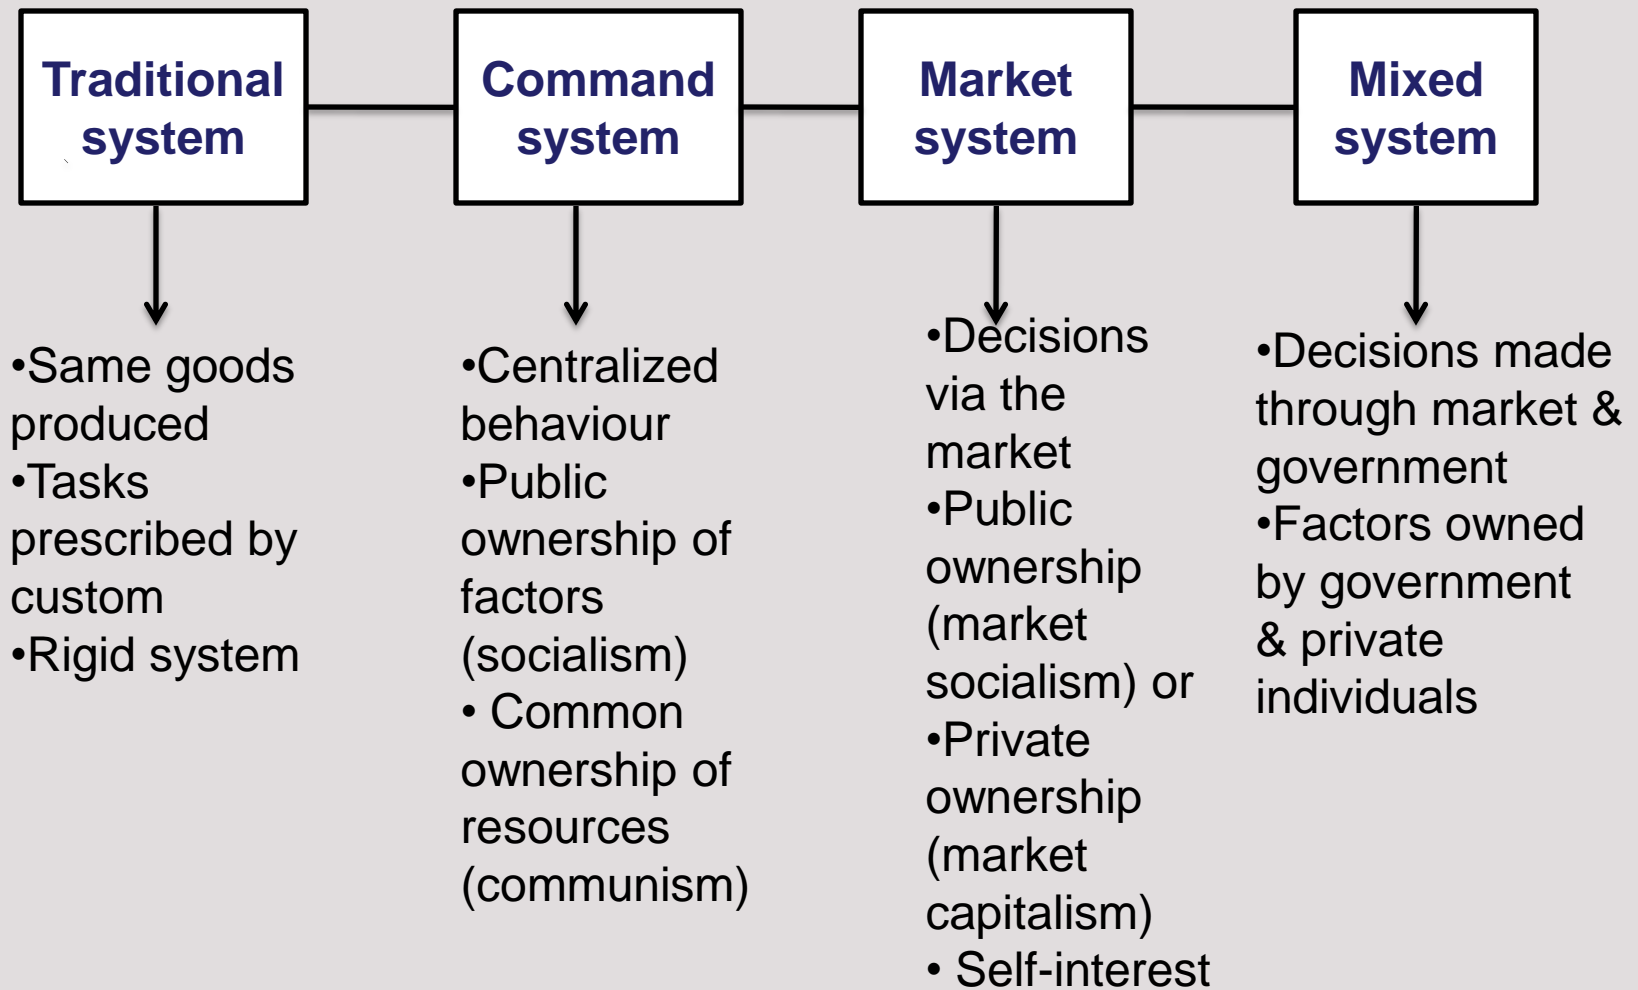 Traditional
system
Command
system
Market
system
Mixed
system
•Same goods
produced
•Tasks
prescribed by
custom
•Rigid system
•Centralized
behaviour
•Public
ownership of
factors
(socialism)
• Common
ownership of
resources
(communism)
•Decisions
via the
market
•Public
ownership
(market
socialism) or
•Private
ownership
(market
capitalism)
• Self-interest
•Decisions made
through market &
government
•Factors owned
by government
& private
individuals